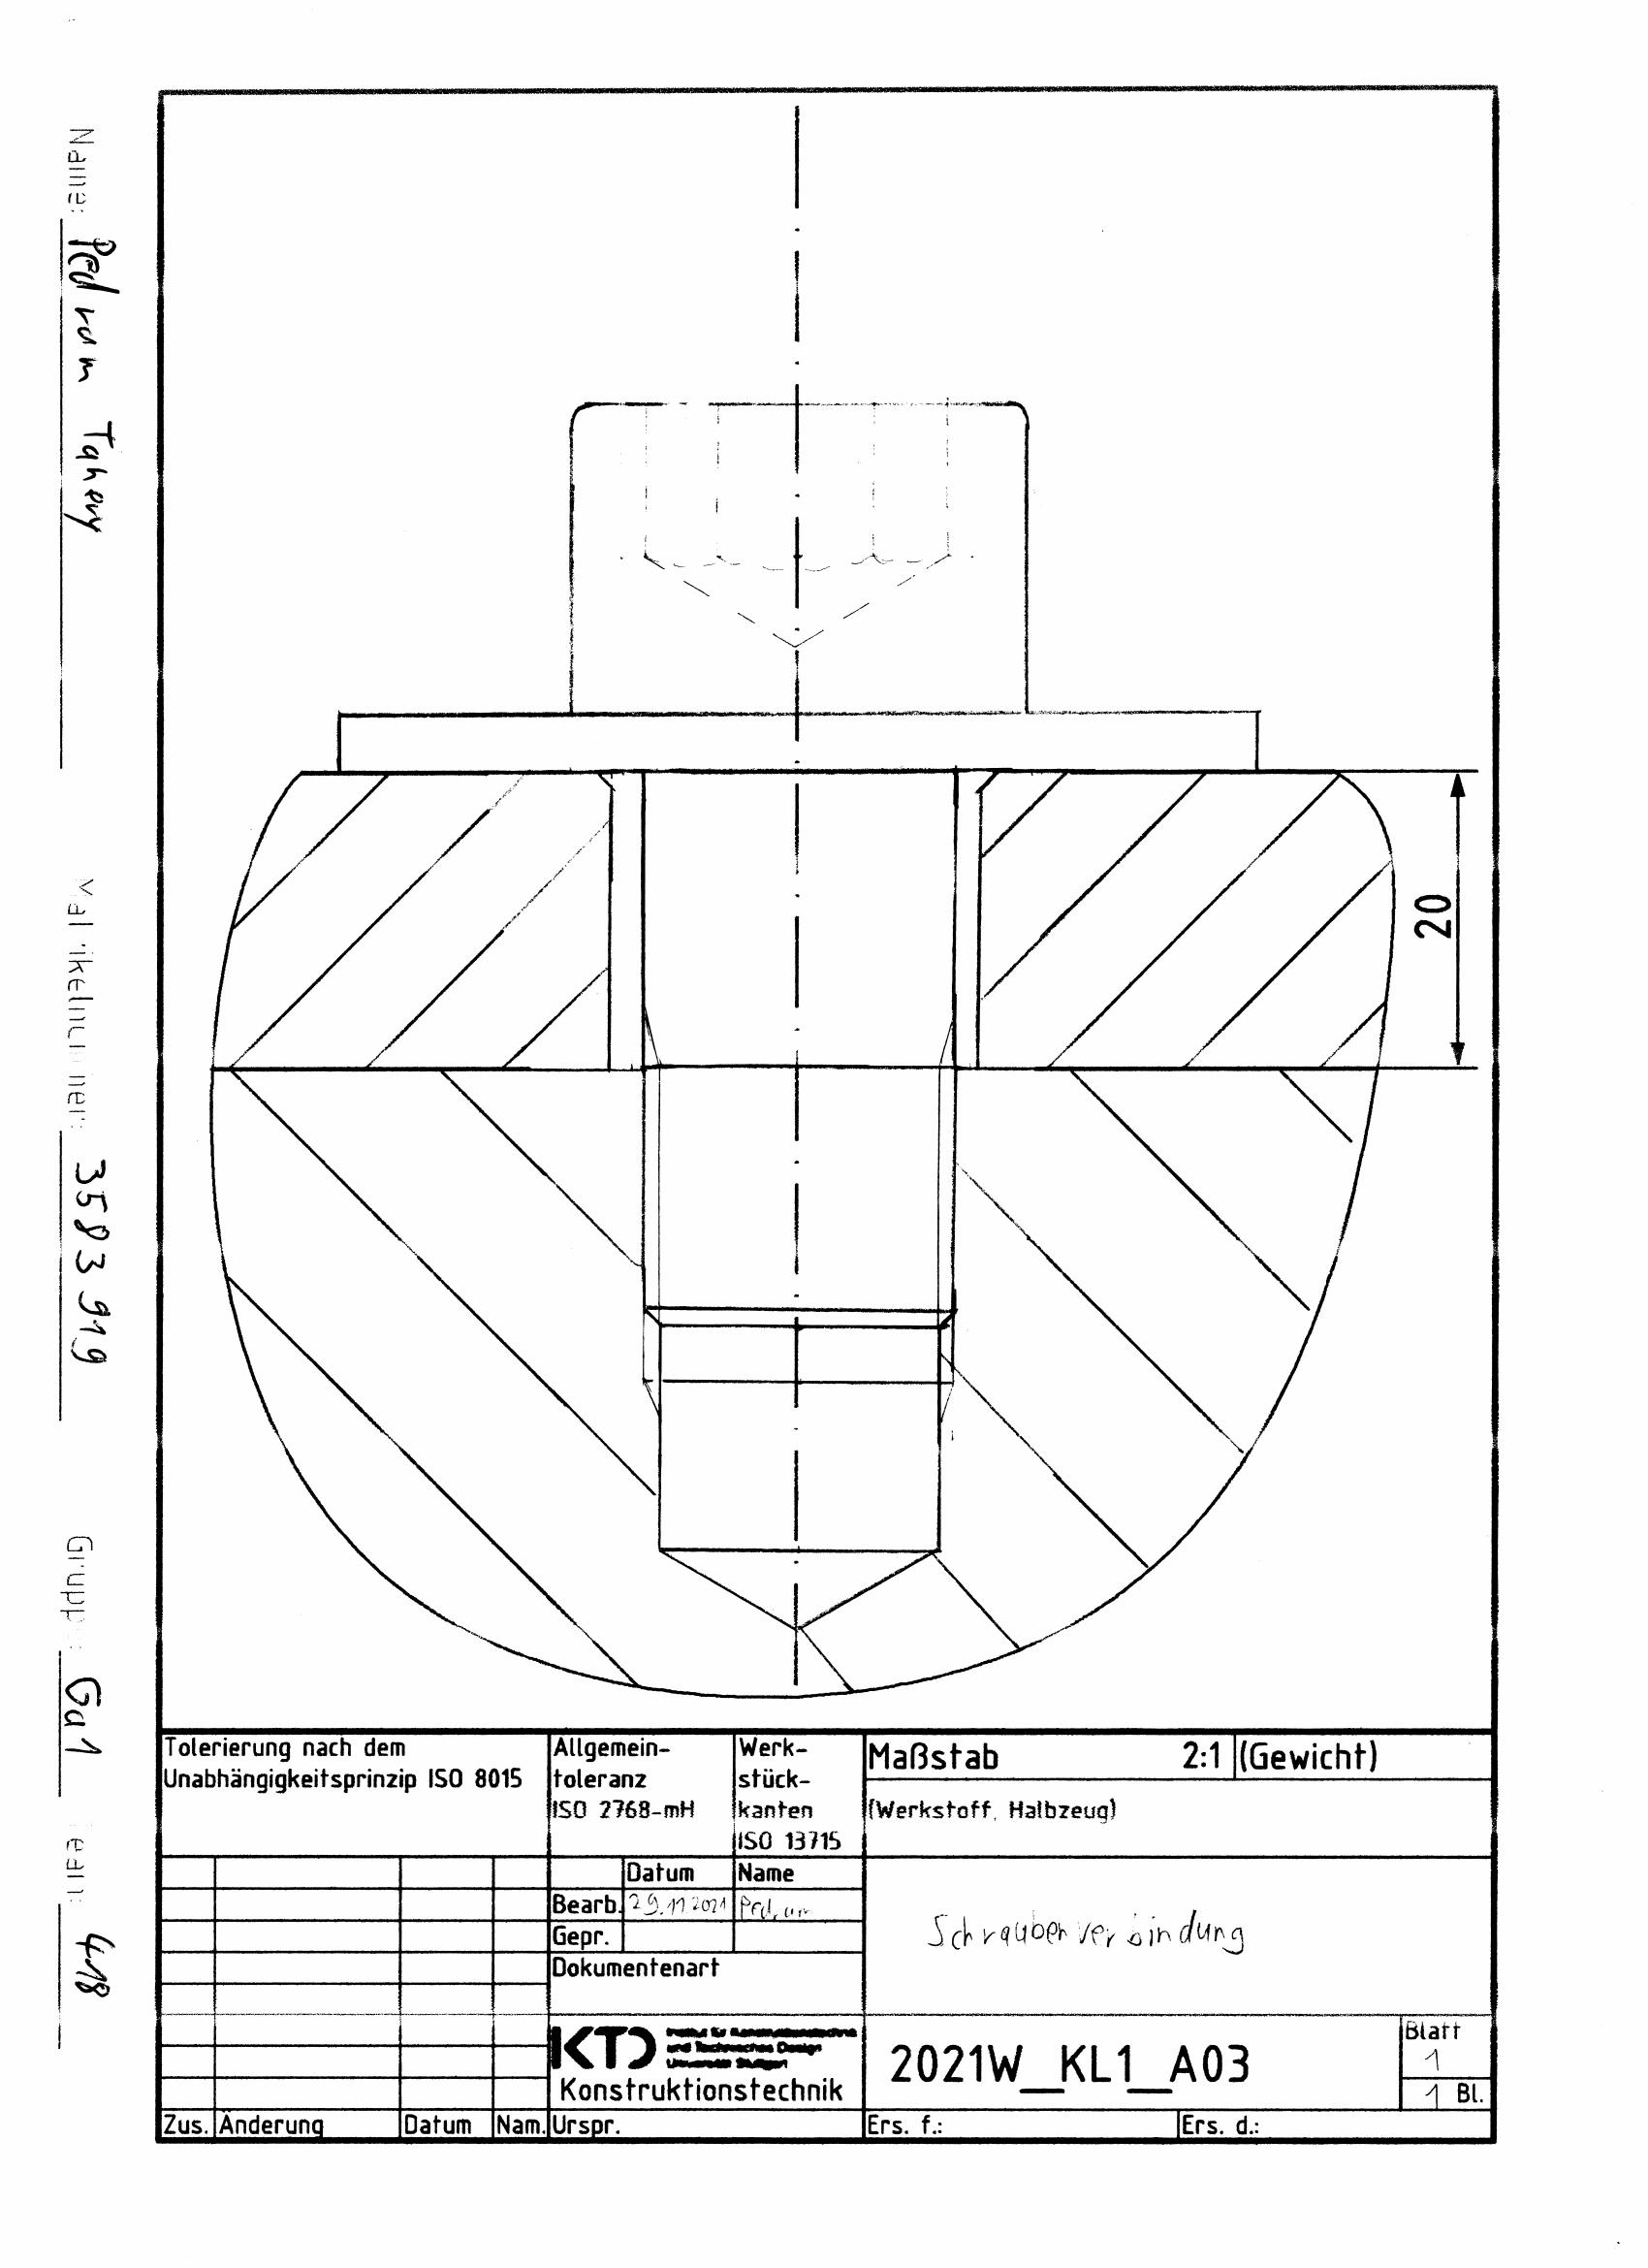 Name: Pedram Tahery
Matrikelnummer: 3583919
Gruppe: Ga1 Team: 418
20
Tolerierung nach dem
Unabhängigkeitsprinzip ISO 8015
Allgemein-
toleranz
ISO 2768-mH
Werk-
stück-
kanten
ISO 13715
Maßstab 2:1 (Gewicht)
(Werkstoff, Halbzeug)
Datum Name
Bearb. 29.11.2021 Pedram
Gepr.
Dokumentenart
Schraubenverbindung
KTD
Institut für Konstruktionstechnik
und Technisches Design
Universität Stuttgart
Konstruktionstechnik
2021W_KL1_A03
Blatt
1
1 Bl.
Zus. Änderung Datum Nam. Urspr. Ers. f.: Ers. d.: